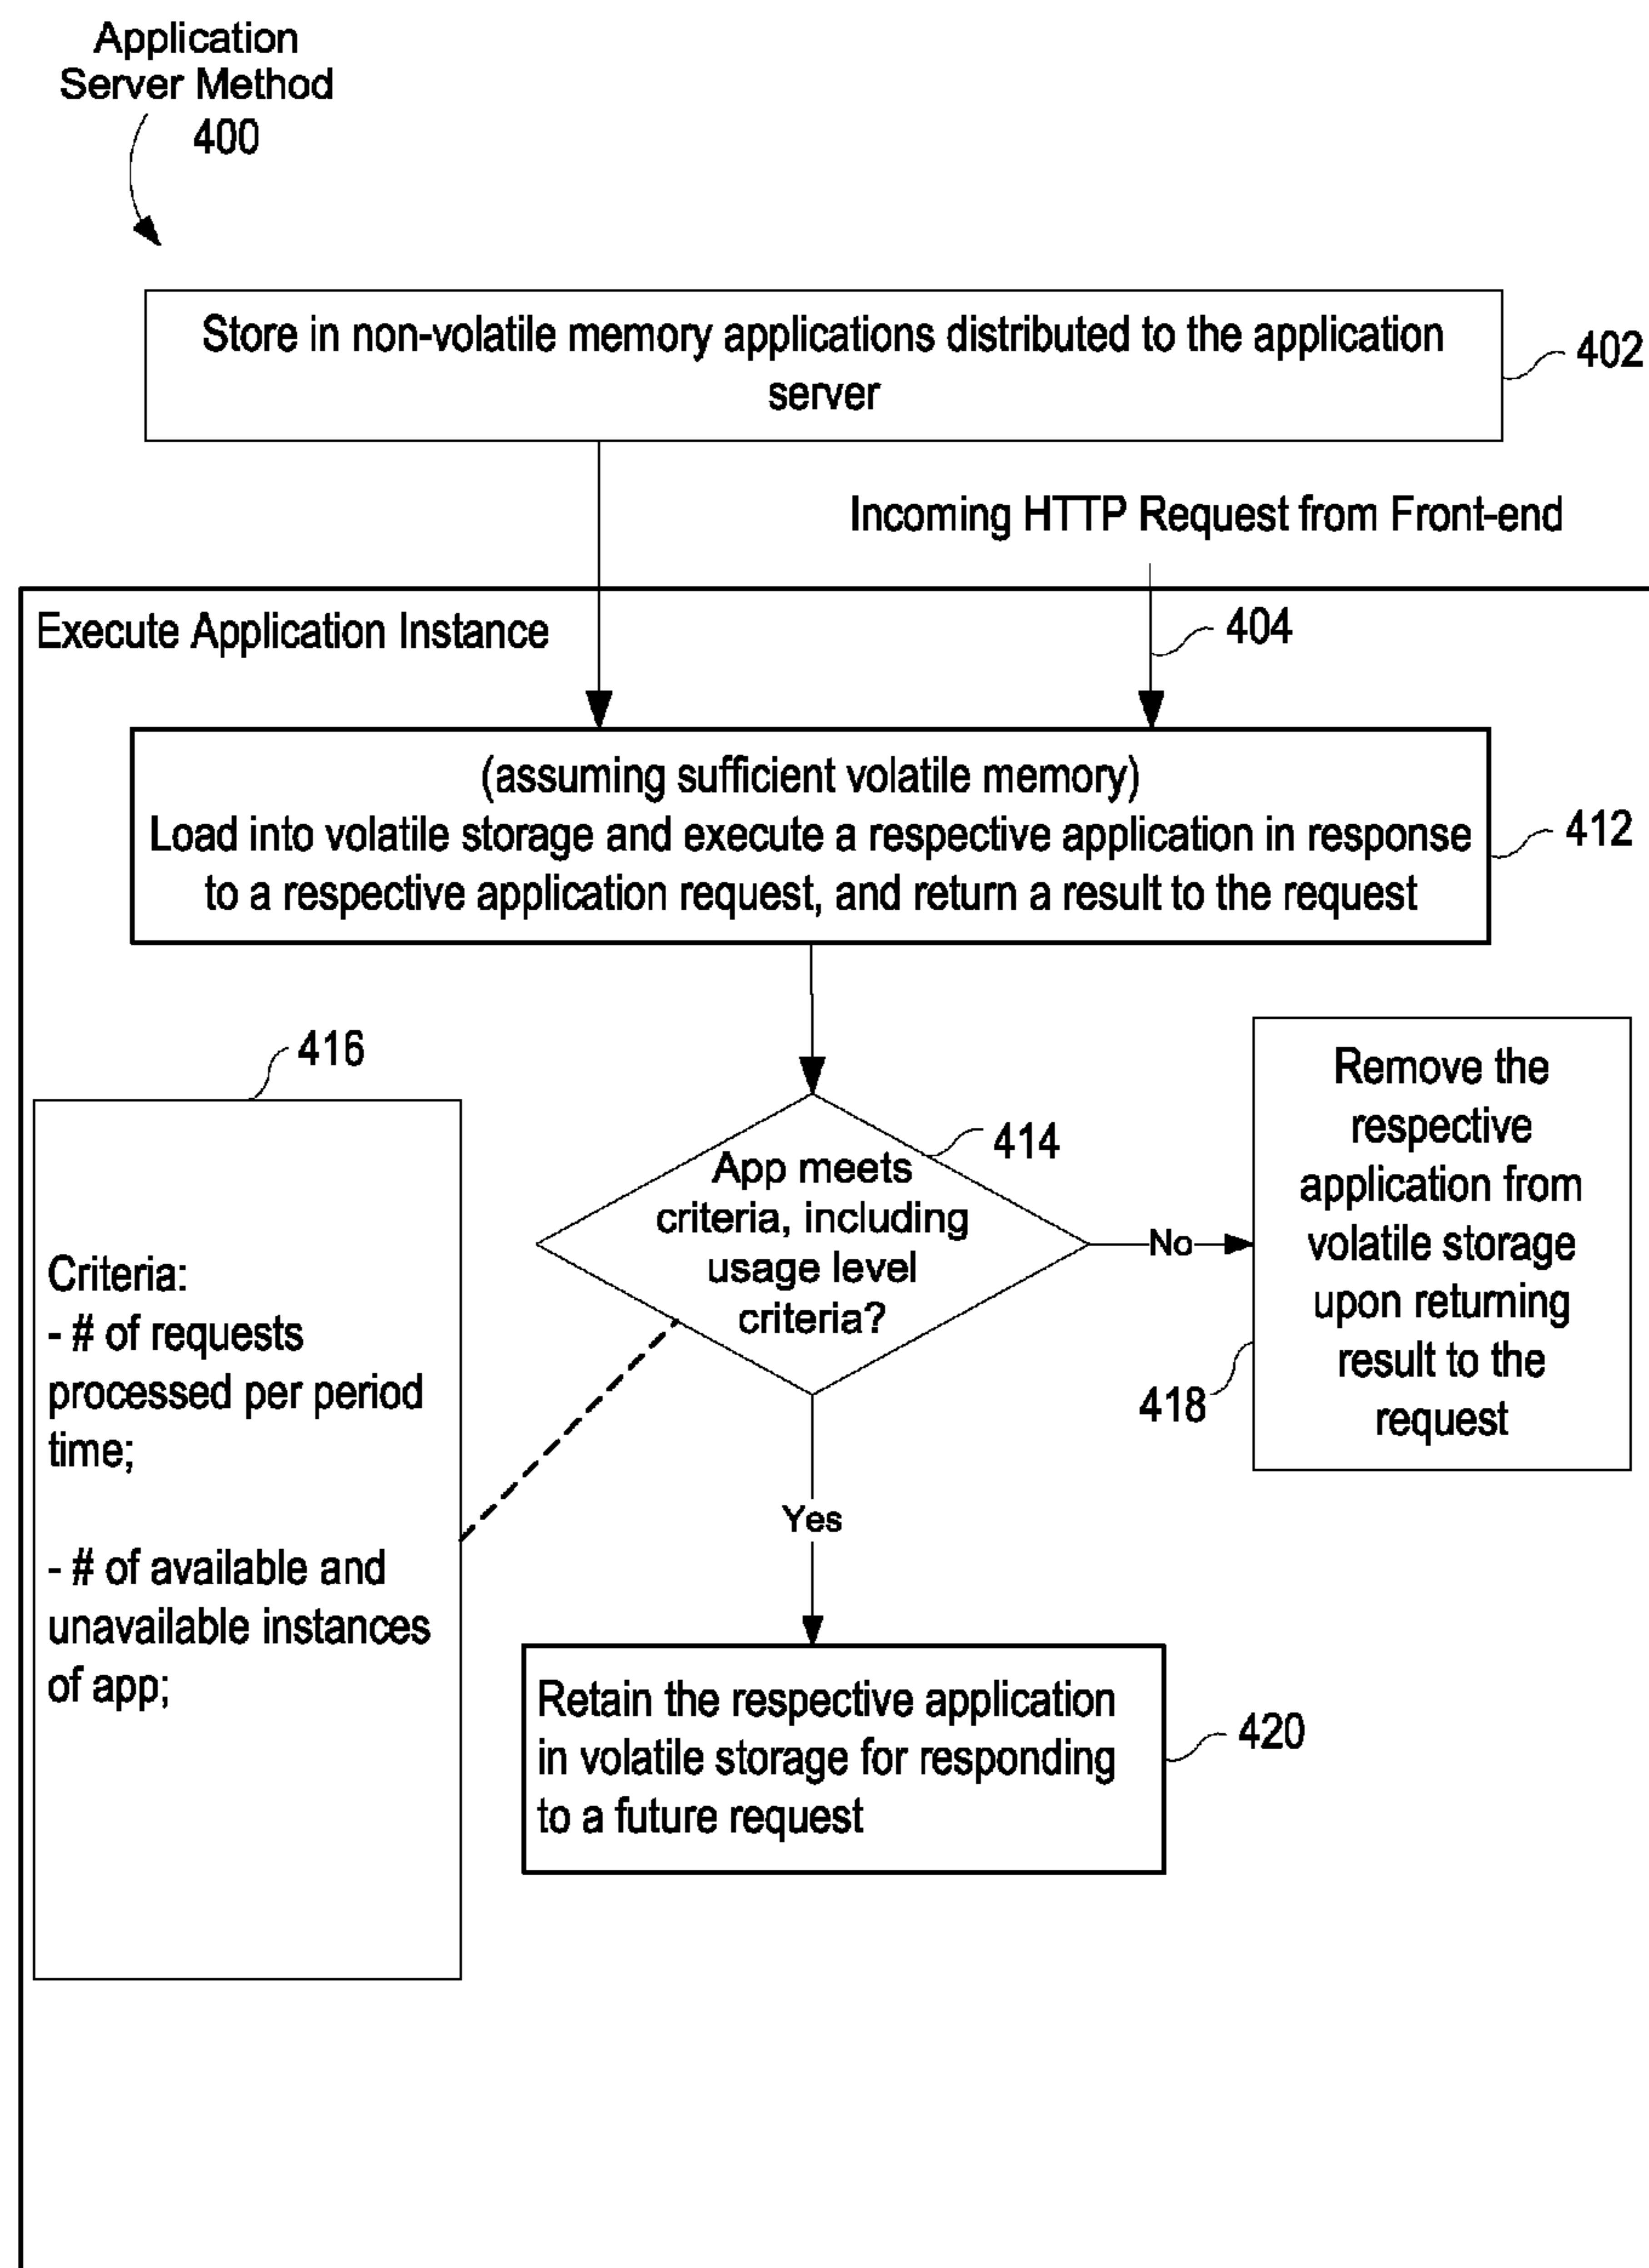 Application
Server Method
400
Store in non-volatile memory applications distributed to the application
server
402
Incoming HTTP Request from Front-end
Execute Application Instance
404
(assuming sufficient volatile memory)
Load into volatile storage and execute a respective application in response
to a respective application request, and return a result to the request
412
416
Criteria:
- # of requests
processed per period
time;
- # of available and
unavailable instances
of app;
414
App meets
criteria, including
usage level
criteria?
No
Remove the
respective
application from
volatile storage
upon returning
result to the
request
418
Yes
Retain the respective application
in volatile storage for responding
to a future request
420